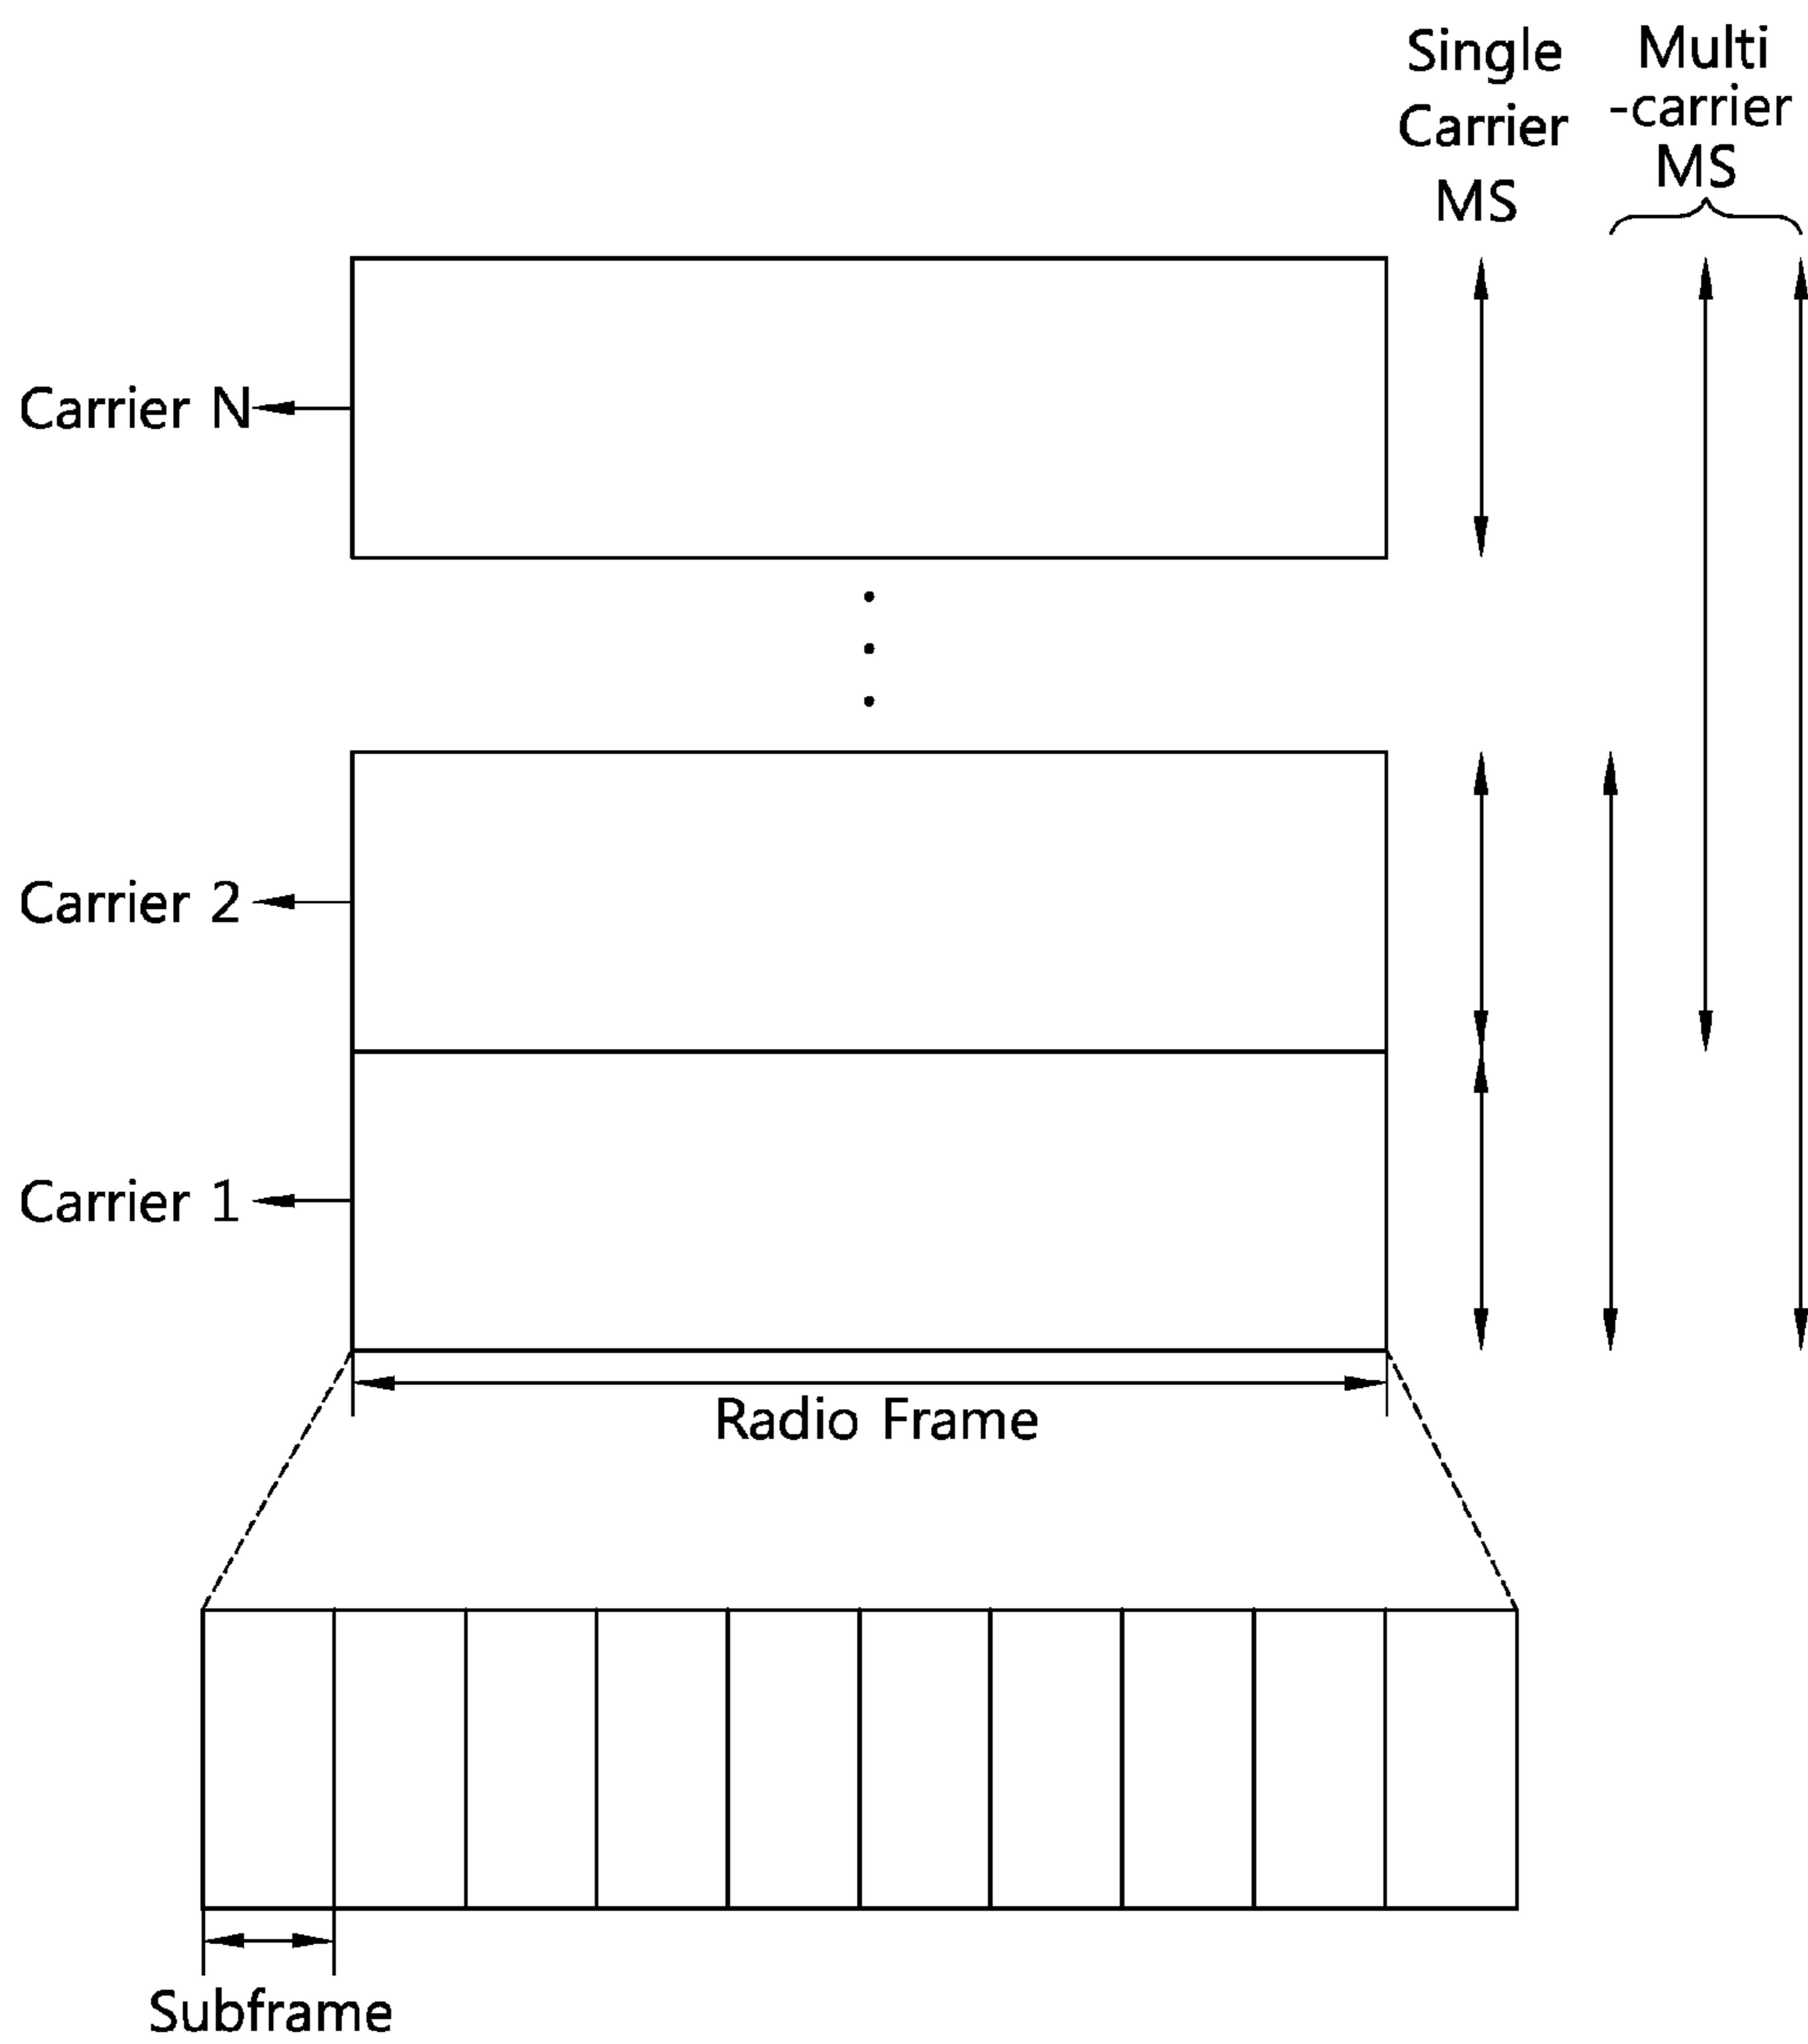 Single
Carrier
MS
Multi
-carrier
MS
Carrier N
Carrier 2
Carrier 1
Radio Frame
Subframe